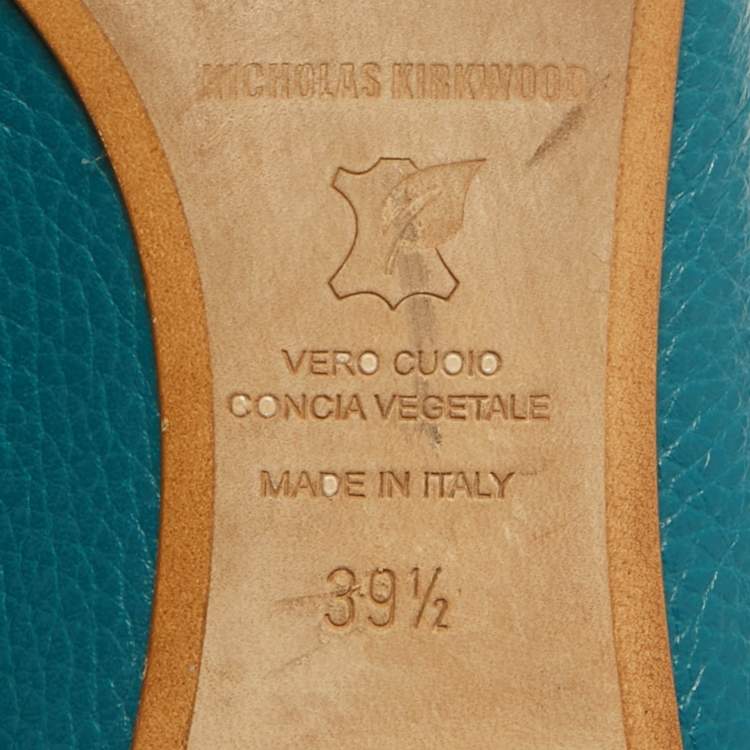 NICHOLAS KIRKWOOD
VERO CUOIO
CONCIA VEGETALE
MADE IN ITALY
39½